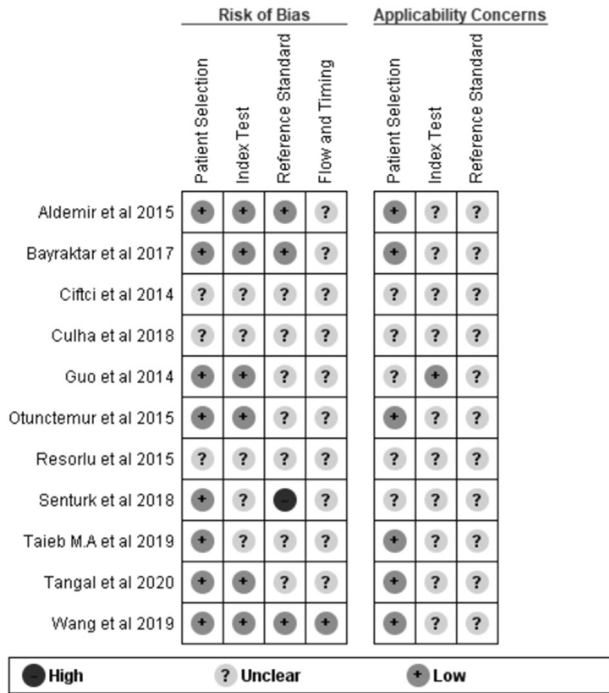 Risk of Bias Applicability Concerns
Patient Selection Index Test Reference Standard Flow and Timing Patient Selection Index Test Reference Standard
Aldemir et al 2015 + + + ? + ? ?
Bayraktar et al 2017 + + + ? + ? ?
Ciftci et al 2014 ? ? ? ? ? ? ?
Culha et al 2018 ? ? ? ? ? ? ?
Guo et al 2014 + + ? ? ? + ?
Otunctemur et al 2015 + + ? ? + ? ?
Resorlu et al 2015 ? ? ? ? ? ? ?
Senturk et al 2018 + ? - ? ? ? ?
Taieb M.A et al 2019 + ? ? ? + ? ?
Tangal et al 2020 + + ? ? + ? ?
Wang et al 2019 + + + + + ? ?
- High ? Unclear + Low